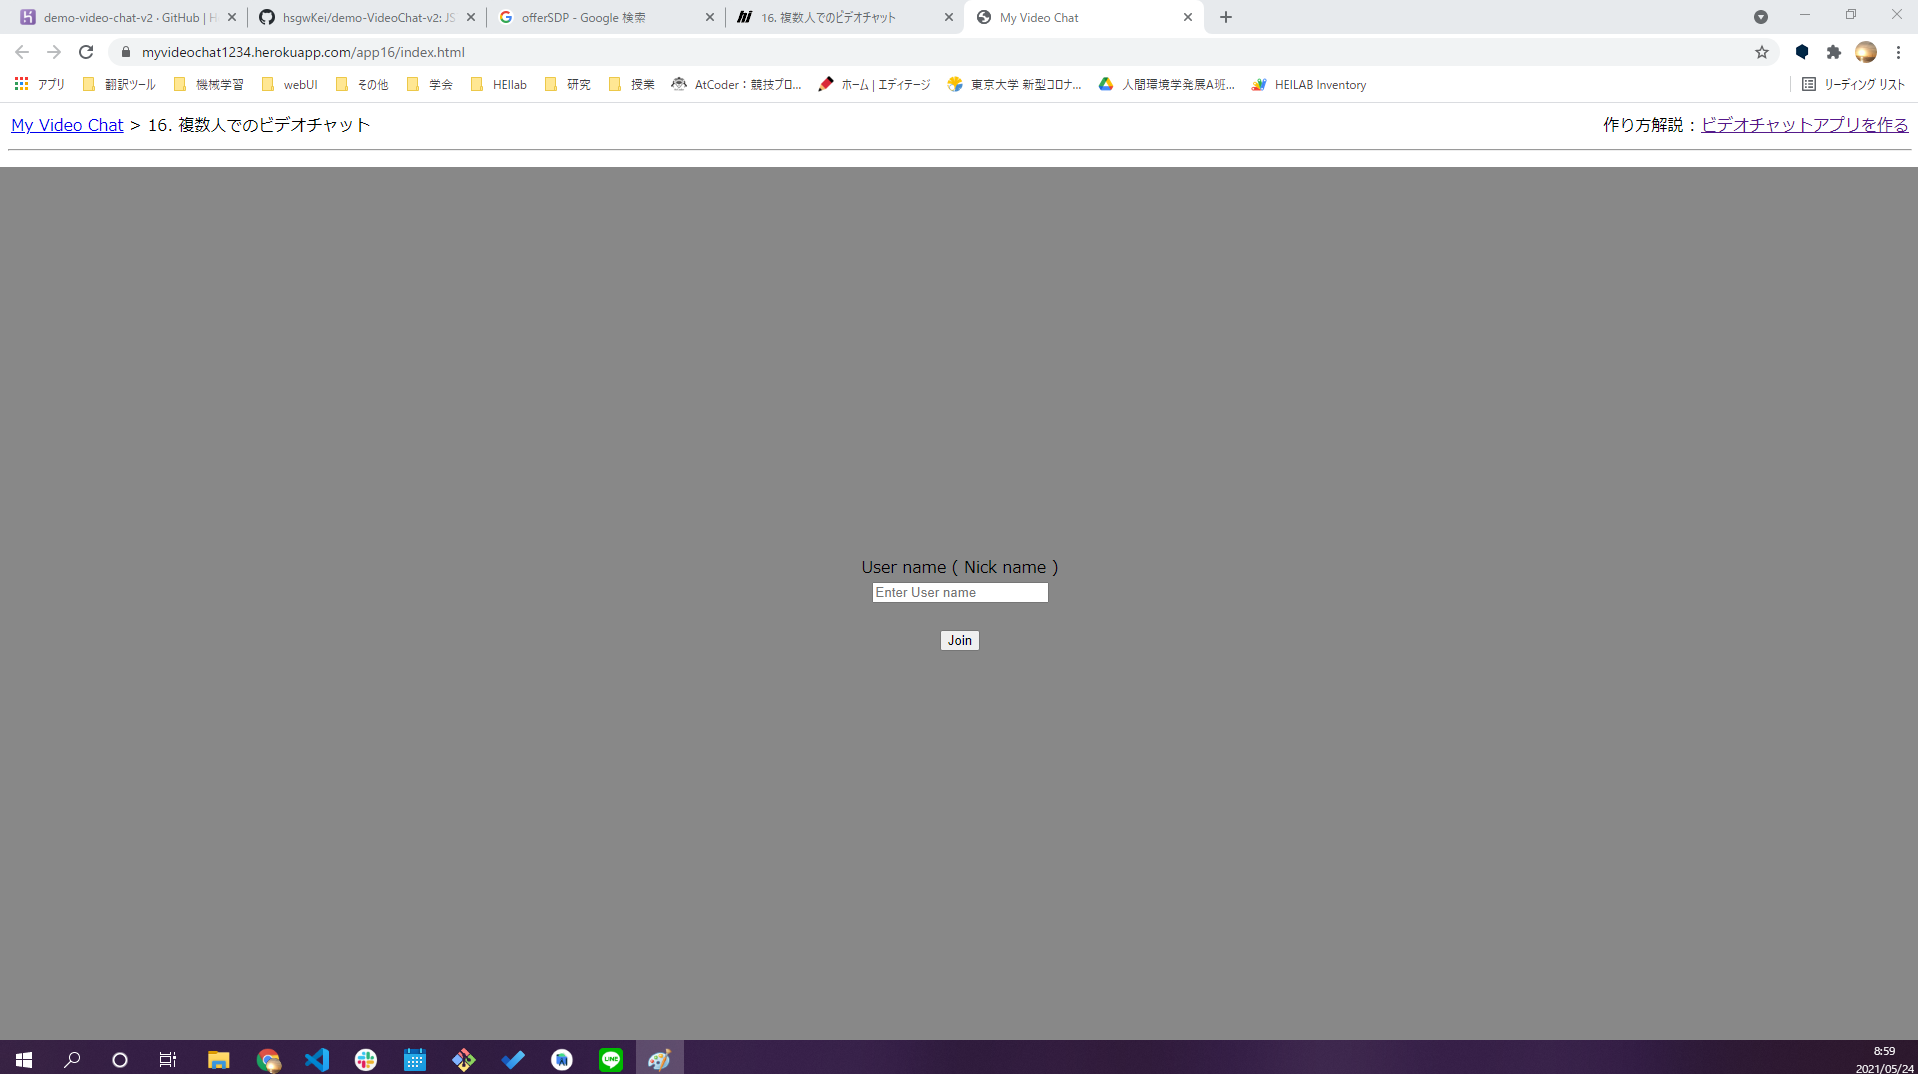 demo-video-chat-v2 · GitHub | H
hsgwKei/demo-VideoChat-v2: JS
offerSDP - Google 検索
16. 複数人でのビデオチャット
My Video Chat
myvideochat1234.herokuapp.com/app16/index.html
アプリ
翻訳ツール
機械学習
webUI
その他
学会
HEIlab
研究
授業
AtCoder：競技プロ...
ホーム | エディテージ
東京大学 新型コロナ...
人間環境学発展A班...
HEILAB Inventory
リーディング リスト
My Video Chat > 16. 複数人でのビデオチャット
作り方解説 : ビデオチャットアプリを作る
User name ( Nick name )
Enter User name
Join
LINE
8:59
2021/05/24